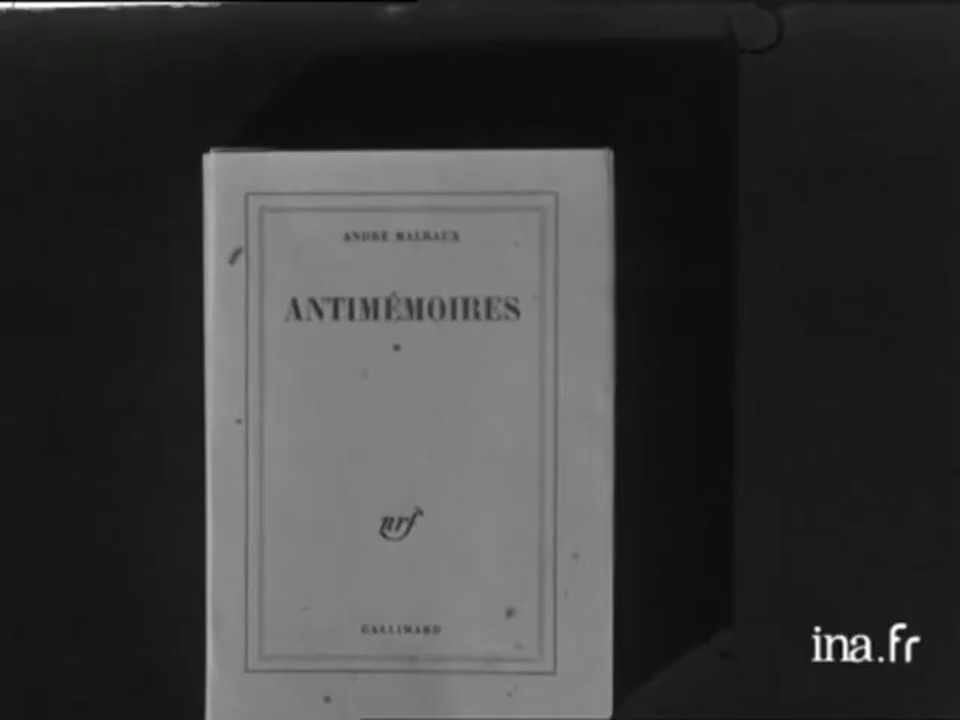 ANDRÉ MALRAUX
ANTIMÉMOIRES
*
nrf
GALLIMARD
ina.fr